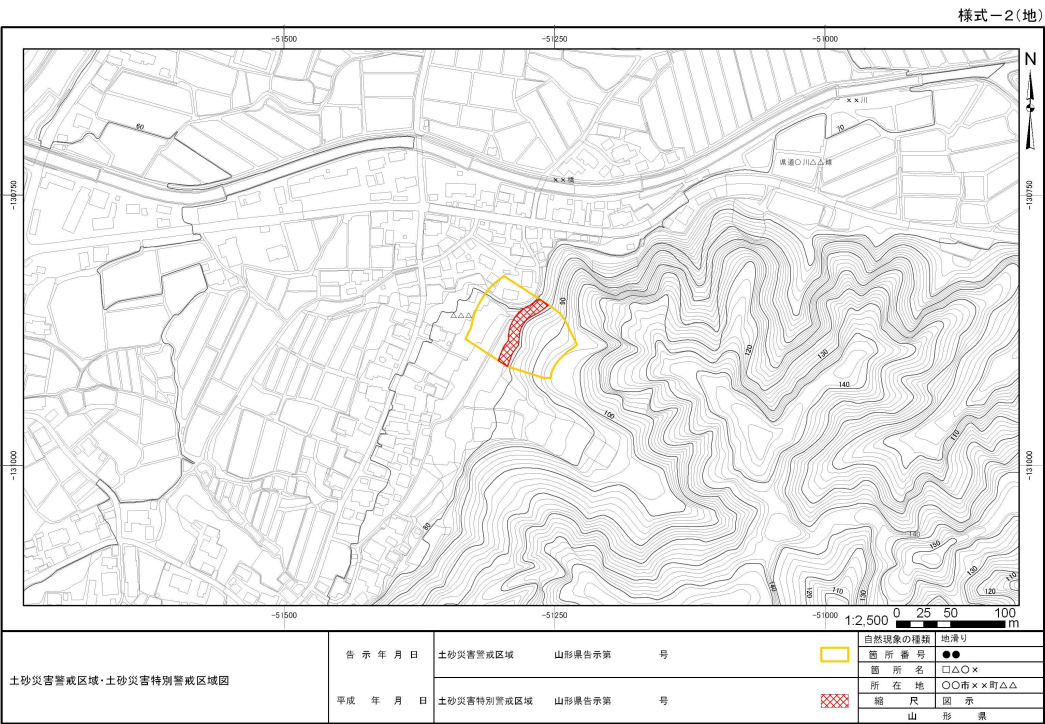 様式－2(地)
-51500
-51250
-51000
N
××川
60
70
県道〇川△△線
××橋
-130750
-130750
90
△△△
120
130
140
100
110
-131000
-131000
80
140
150
130
110
140
120
110
130
120
-51500
-51250
-51000
1:2,500
0 25 50 100
m
土砂災害警戒区域・土砂災害特別警戒区域図
告示年月日
平成 年 月 日
土砂災害警戒区域 山形県告示第 号
土砂災害特別警戒区域 山形県告示第 号
自然現象の種類 地滑り
箇所番号 ●●
箇所名 □△〇×
所在地 〇〇市××町△△
縮尺 図示
山形県